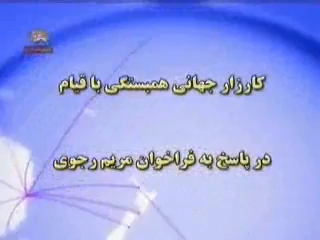 کارزار جهانی همبستگی با قیام
در پاسخ به فراخوان مریم رجوی